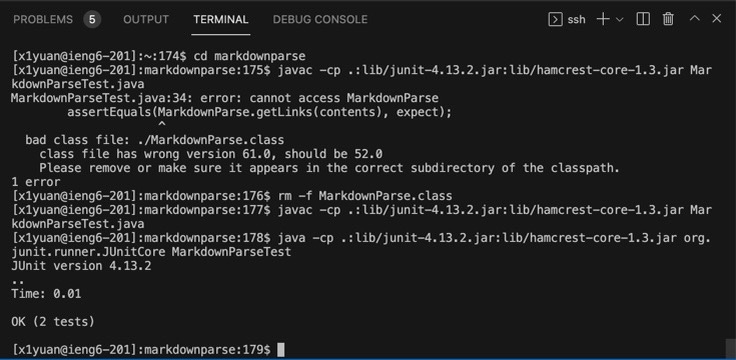 PROBLEMS 5 OUTPUT TERMINAL DEBUG CONSOLE ssh
[x1yuan@ieng6-201]:~:174$ cd markdownparse
[x1yuan@ieng6-201]:markdownparse:175$ javac -cp .:lib/junit-4.13.2.jar:lib/hamcrest-core-1.3.jar Mar
kdownParseTest.java
MarkdownParseTest.java:34: error: cannot access MarkdownParse
        assertEquals(MarkdownParse.getLinks(contents), expect);
                     ^
  bad class file: ./MarkdownParse.class
    class file has wrong version 61.0, should be 52.0
    Please remove or make sure it appears in the correct subdirectory of the classpath.
1 error
[x1yuan@ieng6-201]:markdownparse:176$ rm -f MarkdownParse.class
[x1yuan@ieng6-201]:markdownparse:177$ javac -cp .:lib/junit-4.13.2.jar:lib/hamcrest-core-1.3.jar Mar
kdownParseTest.java
[x1yuan@ieng6-201]:markdownparse:178$ java -cp .:lib/junit-4.13.2.jar:lib/hamcrest-core-1.3.jar org.
junit.runner.JUnitCore MarkdownParseTest
JUnit version 4.13.2
..
Time: 0.01
OK (2 tests)
[x1yuan@ieng6-201]:markdownparse:179$